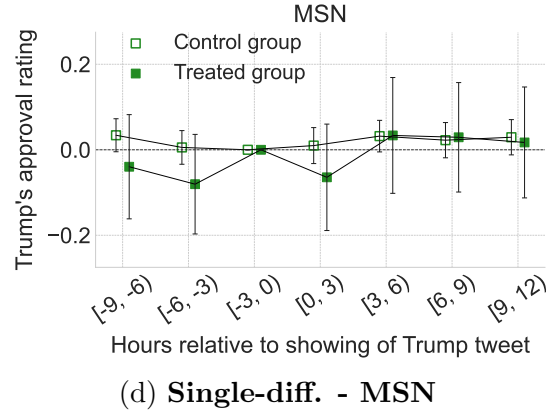 MSN
Control group
Treated group
Trump's approval rating
0.2
0.0
−0.2
[-9, -6)
[-6, -3)
[-3, 0)
[0, 3)
[3, 6)
[6, 9)
[9, 12)
Hours relative to showing of Trump tweet
(d) Single-diff. - MSN